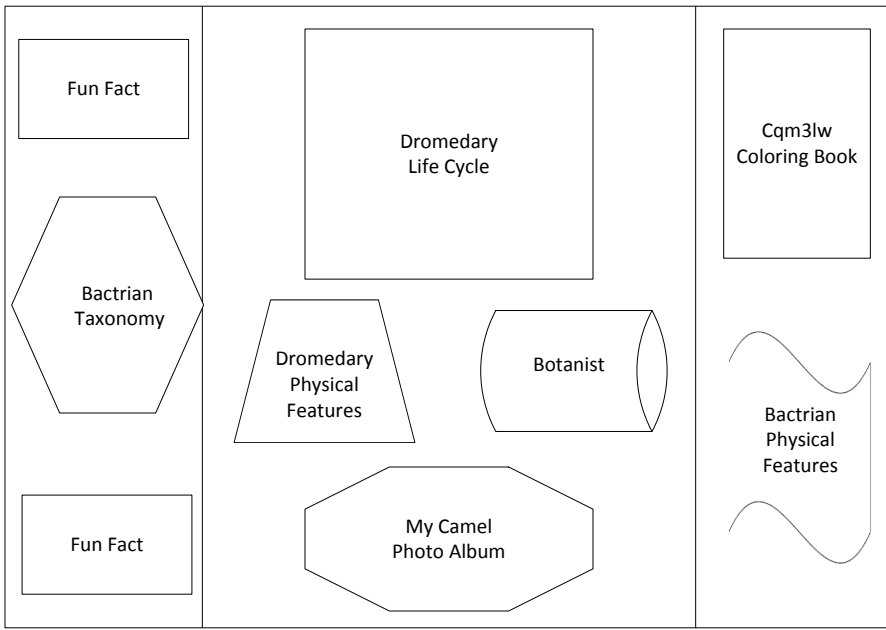 Fun Fact
Bactrian
Taxonomy
Fun Fact
Dromedary
Life Cycle
Dromedary
Physical
Features
Botanist
My Camel
Photo Album
Cqm3lw
Coloring Book
Bactrian
Physical
Features